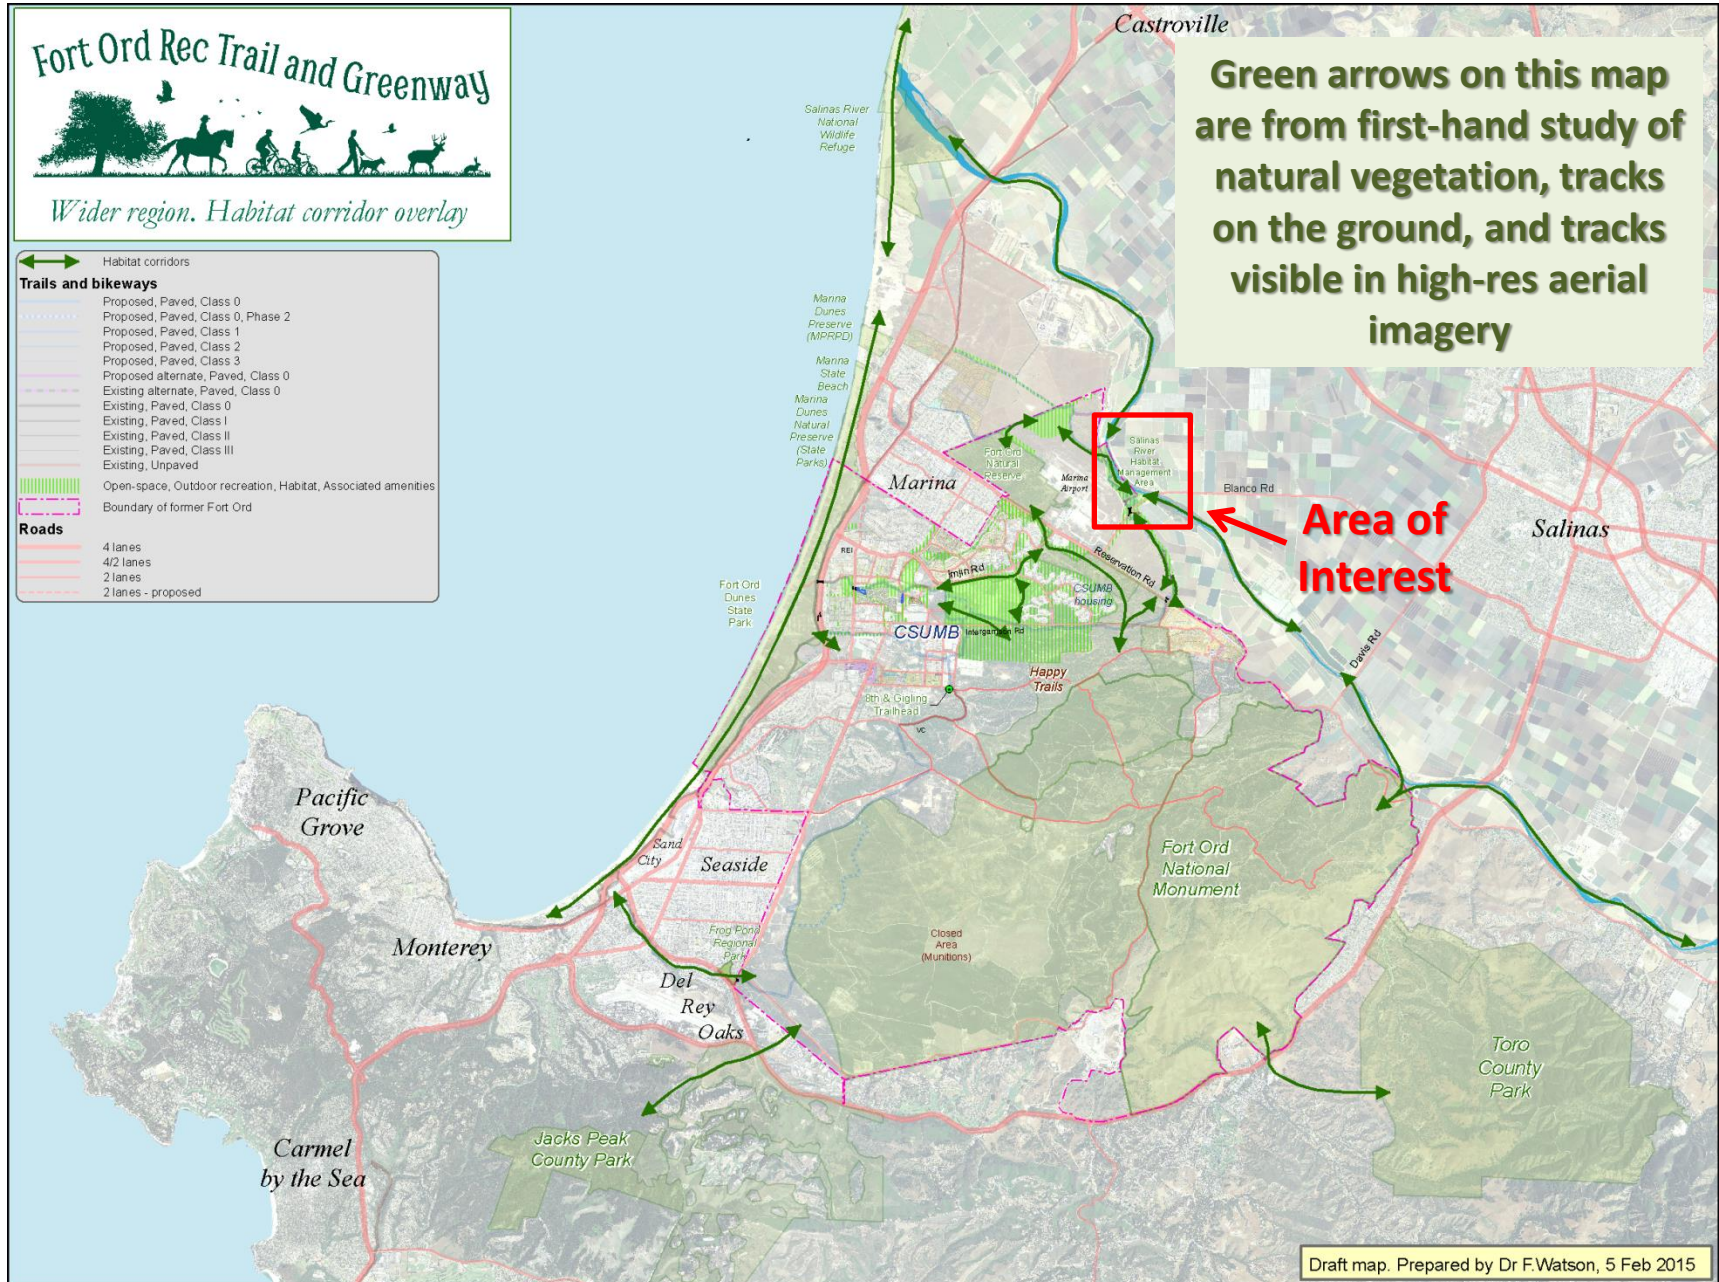 Fort Ord Rec Trail and Greenway
Wider region. Habitat corridor overlay
Habitat corridors
Trails and bikeways
Proposed, Paved, Class 0
Proposed, Paved, Class 0, Phase 2
Proposed, Paved, Class 1
Proposed, Paved, Class 2
Proposed, Paved, Class 3
Proposed alternate, Paved, Class 0
Existing alternate, Paved, Class 0
Existing, Paved, Class 0
Existing, Paved, Class I
Existing, Paved, Class II
Existing, Paved, Class III
Existing, Unpaved
Open-space, Outdoor recreation, Habitat, Associated amenities
Boundary of former Fort Ord
Roads
4 lanes
4/2 lanes
2 lanes
2 lanes - proposed
Castroville
Green arrows on this map
are from first-hand study of
natural vegetation, tracks
on the ground, and tracks
visible in high-res aerial
imagery
Salinas River
National
Wildlife
Refuge
Marina
Dunes
Preserve
(MPRPD)
Marina
State
Beach
Marina
Dunes
Natural
Preserve
(State
Parks)
Marina
Fort Ord
Natural
Reserve
Marina
Airport
Salinas
River
Habitat
Management
Area
Blanco Rd
Area of
Interest
Salinas
REI
Imjin Rd
Reservation Rd
CSUMB
housing
Fort Ord
Dunes
State
Park
CSUMB
Intergarrison Rd
Happy
Trails
8th & Gigling
Trailhead
VC
Davis Rd
Pacific
Grove
Sand
City
Seaside
Fort Ord
National
Monument
Closed
Area
(Munitions)
Frog Pond
Regional
Park
Monterey
Del
Rey
Oaks
Toro
County
Park
Jacks Peak
County Park
Carmel
by the Sea
Draft map. Prepared by Dr F.Watson, 5 Feb 2015